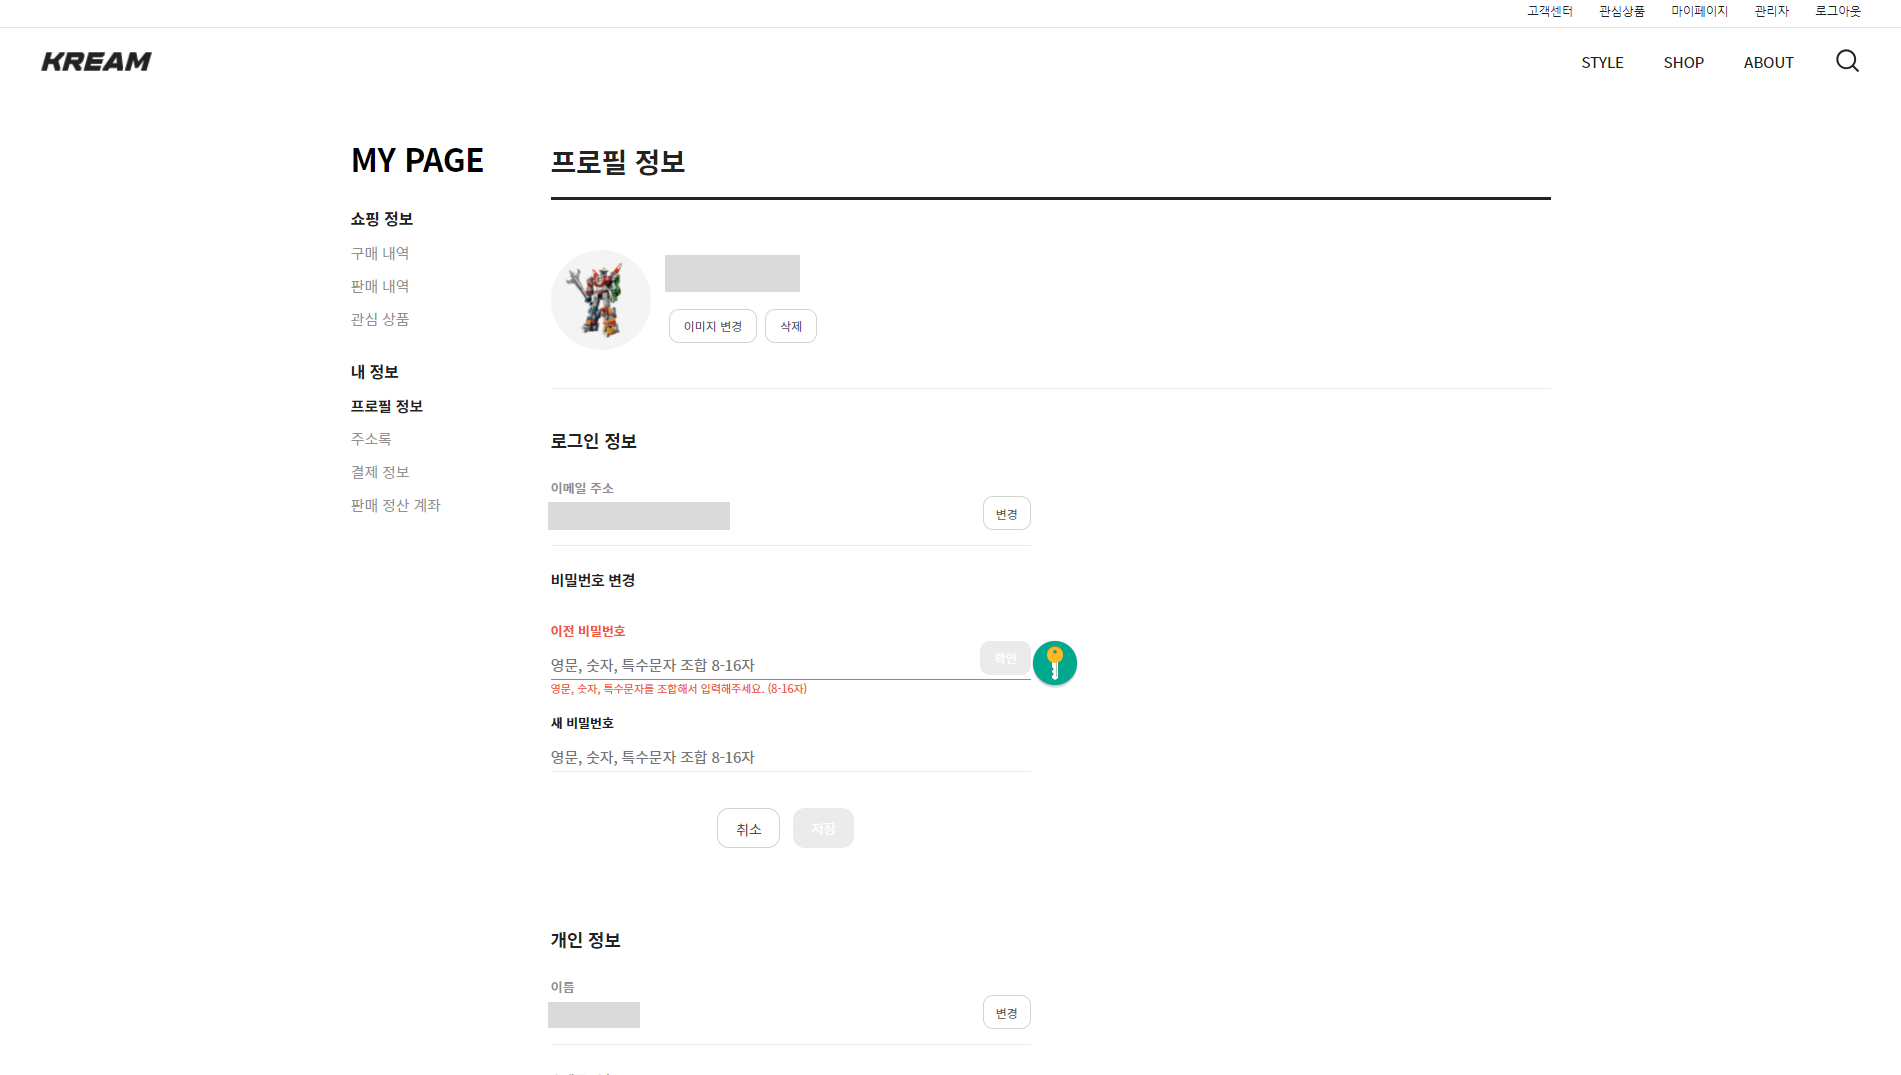 고객센터 관심상품 마이페이지 관리자 로그아웃
KREAM
STYLE SHOP ABOUT
MY PAGE
쇼핑 정보
구매 내역
판매 내역
관심 상품
내 정보
프로필 정보
주소록
결제 정보
판매 정산 계좌
프로필 정보
이미지 변경 삭제
로그인 정보
이메일 주소
변경
비밀번호 변경
이전 비밀번호
영문, 숫자, 특수문자 조합 8-16자
확인
영문, 숫자, 특수문자를 조합해서 입력해주세요. (8-16자)
새 비밀번호
영문, 숫자, 특수문자 조합 8-16자
취소 저장
개인 정보
이름
변경